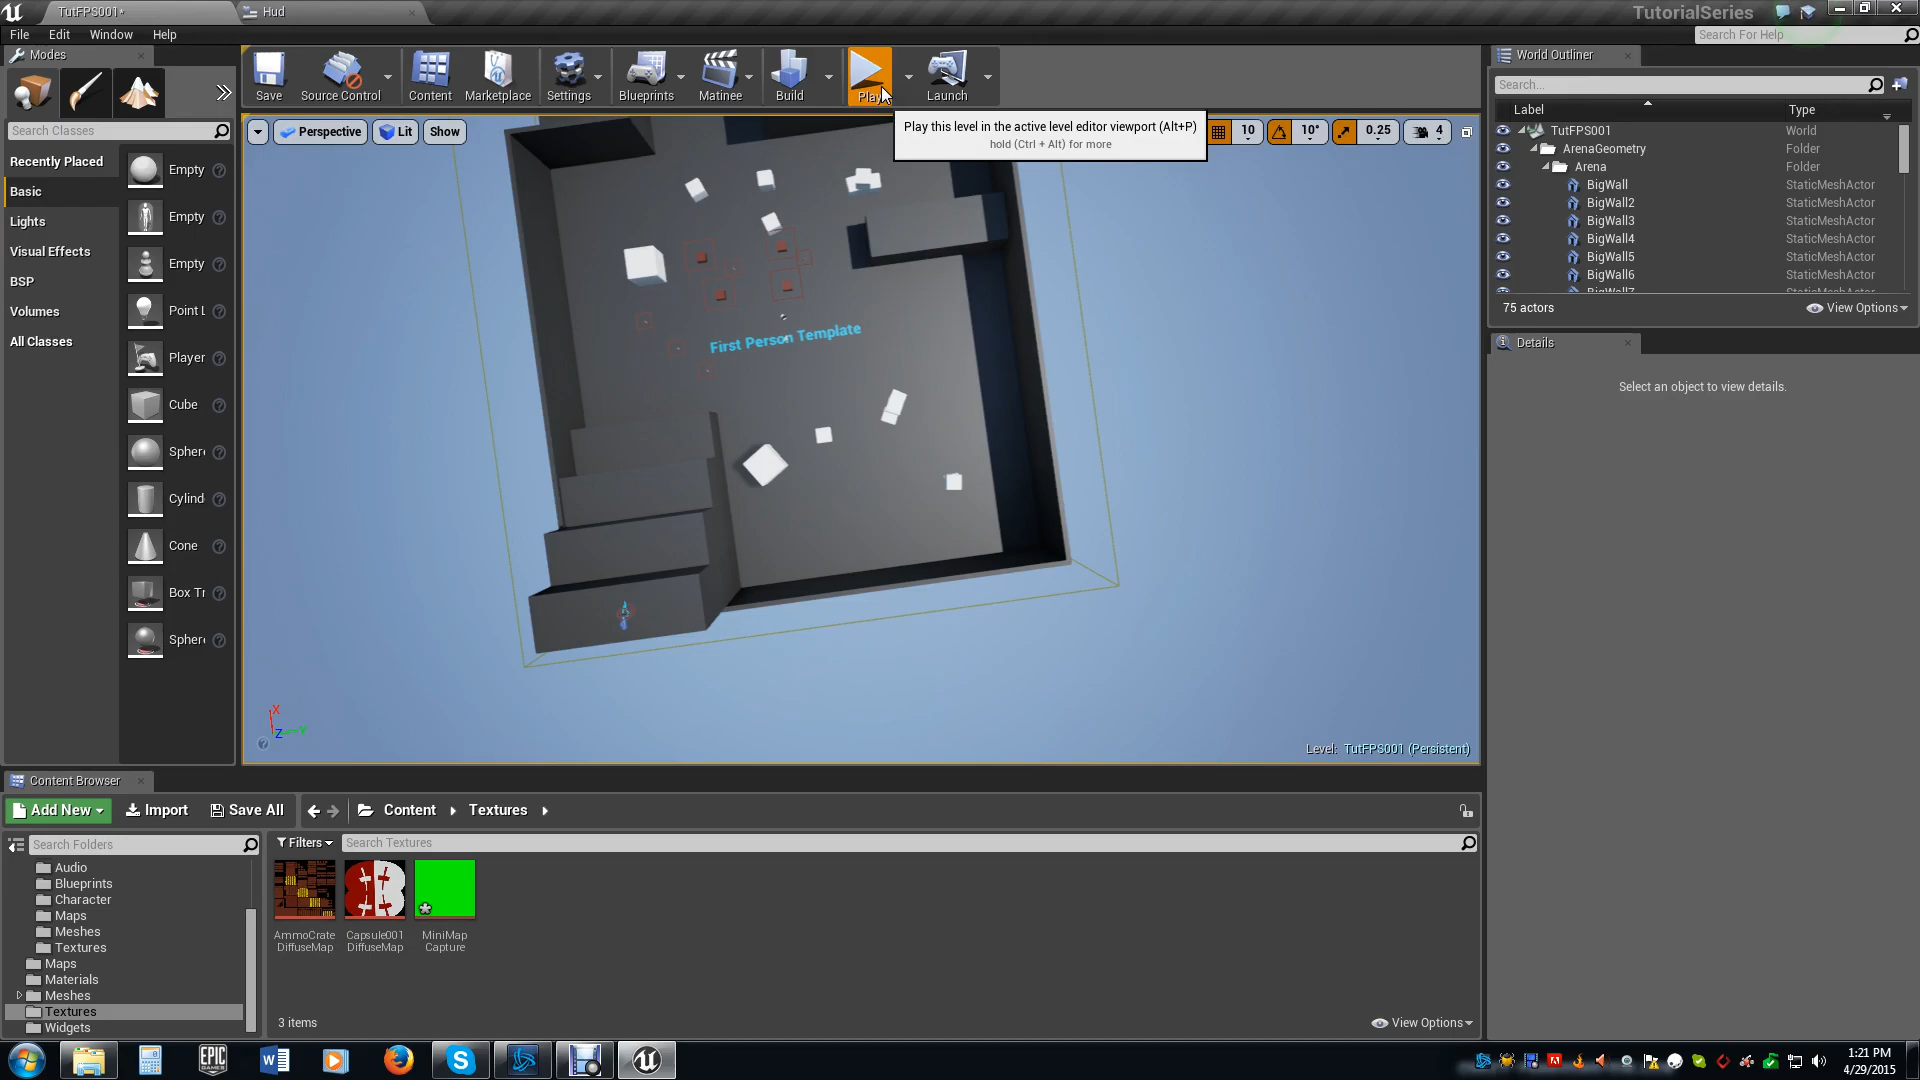 TutFPS001*
Hud
TutorialSeries
File Edit Window Help
Search For Help
Modes
Save
Source Control
Content
Marketplace
Settings
Blueprints
Matinee
Build
Play
Launch
World Outliner
Search Classes
Perspective
Lit
Show
Play this level in the active level editor viewport (Alt+P)
hold (Ctrl + Alt) for more
10
10°
0.25
4
Search...
Label
Type
TutFPS001 World
ArenaGeometry Folder
Arena Folder
BigWall StaticMeshActor
BigWall2 StaticMeshActor
BigWall3 StaticMeshActor
BigWall4 StaticMeshActor
BigWall5 StaticMeshActor
BigWall6 StaticMeshActor
BigWall7 StaticMeshActor
75 actors
View Options
Details
Select an object to view details.
Recently Placed
Basic
Lights
Visual Effects
BSP
Volumes
All Classes
Empty
Empty
Empty
Point L
Player
Cube
Spher
Cylind
Cone
Box Tr
Spher
First Person Template
X
Z
Y
Level: TutFPS001 (Persistent)
Content Browser
Add New
Import
Save All
Content
Textures
Search Folders
Filters
Search Textures
Audio
Blueprints
Character
Maps
Meshes
Textures
Maps
Materials
Meshes
Textures
Widgets
AmmoCrate
DiffuseMap
Capsule001
DiffuseMap
MiniMap
Capture
3 items
View Options
EPIC
GAMES
1:21 PM
4/29/2015